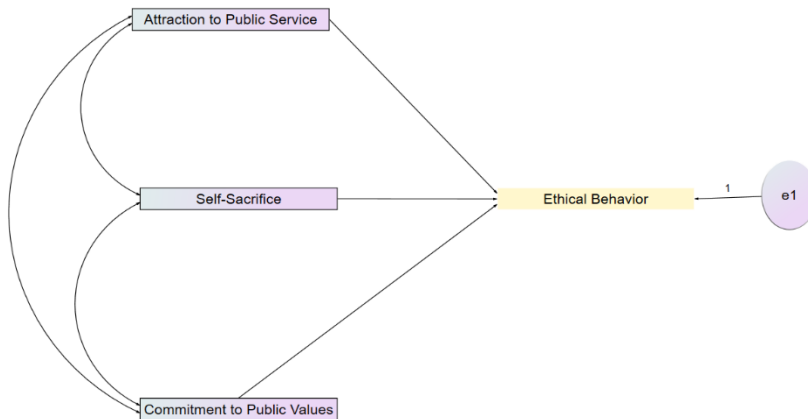 Attraction to Public Service
Self-Sacrifice
Ethical Behavior
1
e1
Commitment to Public Values